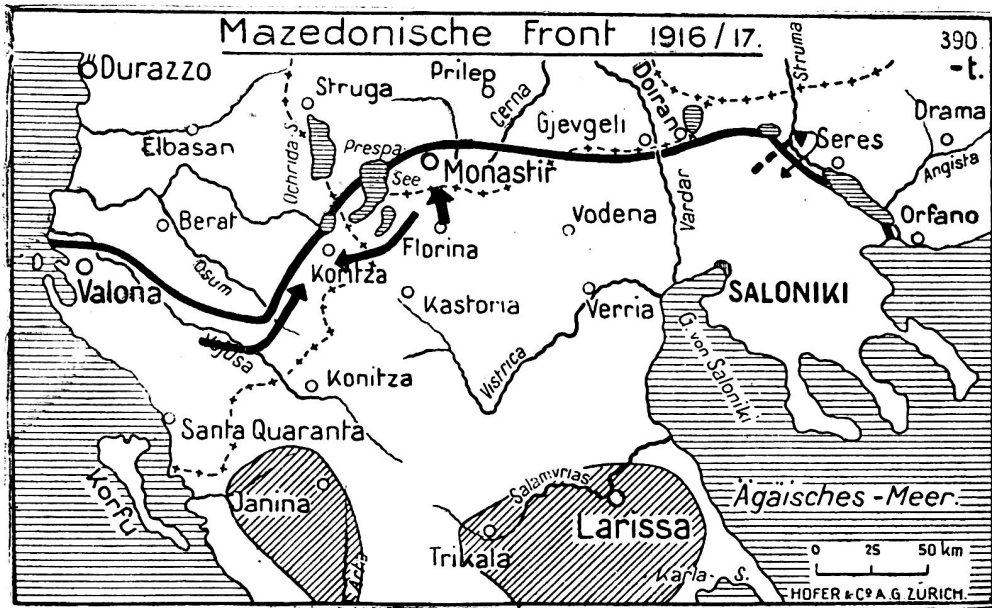 Mazedonische Front 1916/17.
390.
-t.
Durazzo
Struga
Prilep
Cerna
Doiran
Struma
Drama
Elbasan
Ochrida S.
Prespa
See
Gjevgeli
Seres
Angista
Monastir
Berat
Osum
Florina
Vodena
Vardar
Orfano
Valona
Koritza
Kastoria
Verria
SALONIKI
Vojusa
Konitza
Vistrica
G. von Saloniki
Santa Quaranta
Korfu
Janina
Arta
Salamvrias
Trikala
Larissa
Ägäisches-Meer.
Karla-S.
0 25 50 km
HOFER & Co A.G. ZÜRICH.